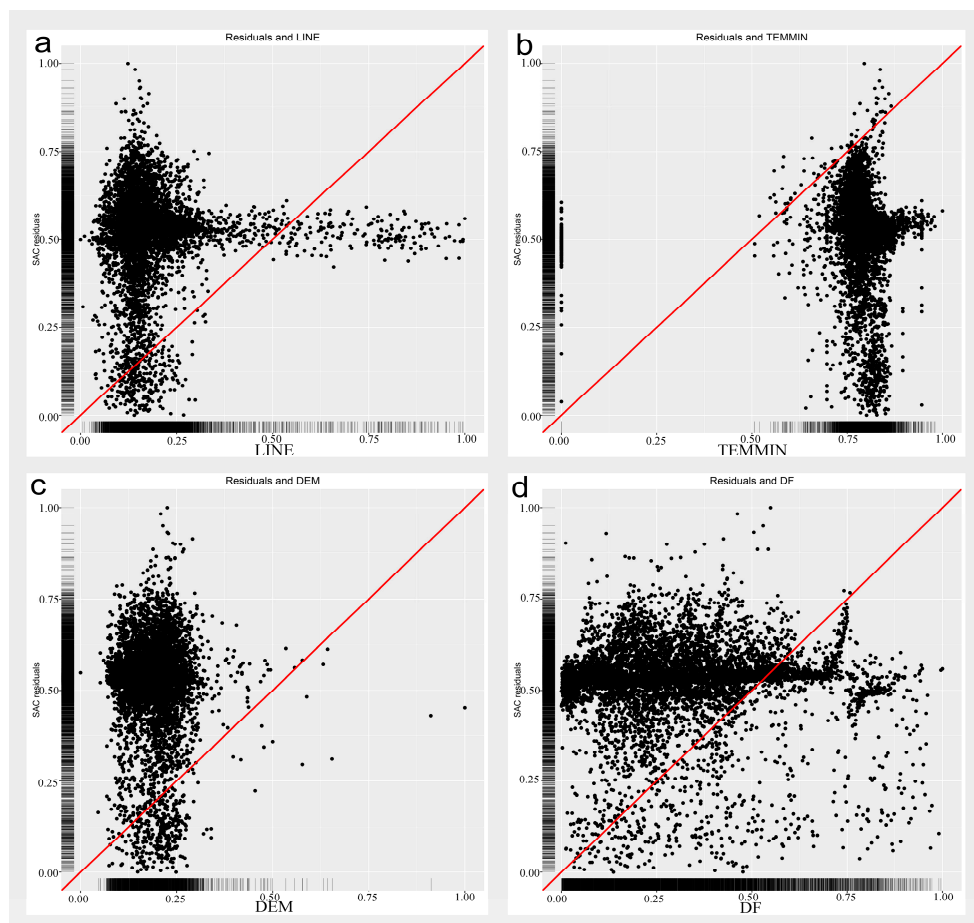 a
Residuals and LINE
1.00
0.75
0.50
0.25
0.00
SAC residuas
0.00 0.25 0.50 0.75 1.00
LINE
b
Residuals and TEMMIN
1.00
0.75
0.50
0.25
0.00
SAC residuas
0.00 0.25 0.50 0.75 1.00
TEMMIN
c
Residuals and DEM
1.00
0.75
0.50
0.25
0.00
SAC residuals
0.00 0.25 0.50 0.75 1.00
DEM
d
Residuals and DF
1.00
0.75
0.50
0.25
0.00
SAC residuals
0.00 0.25 0.50 0.75 1.00
DF